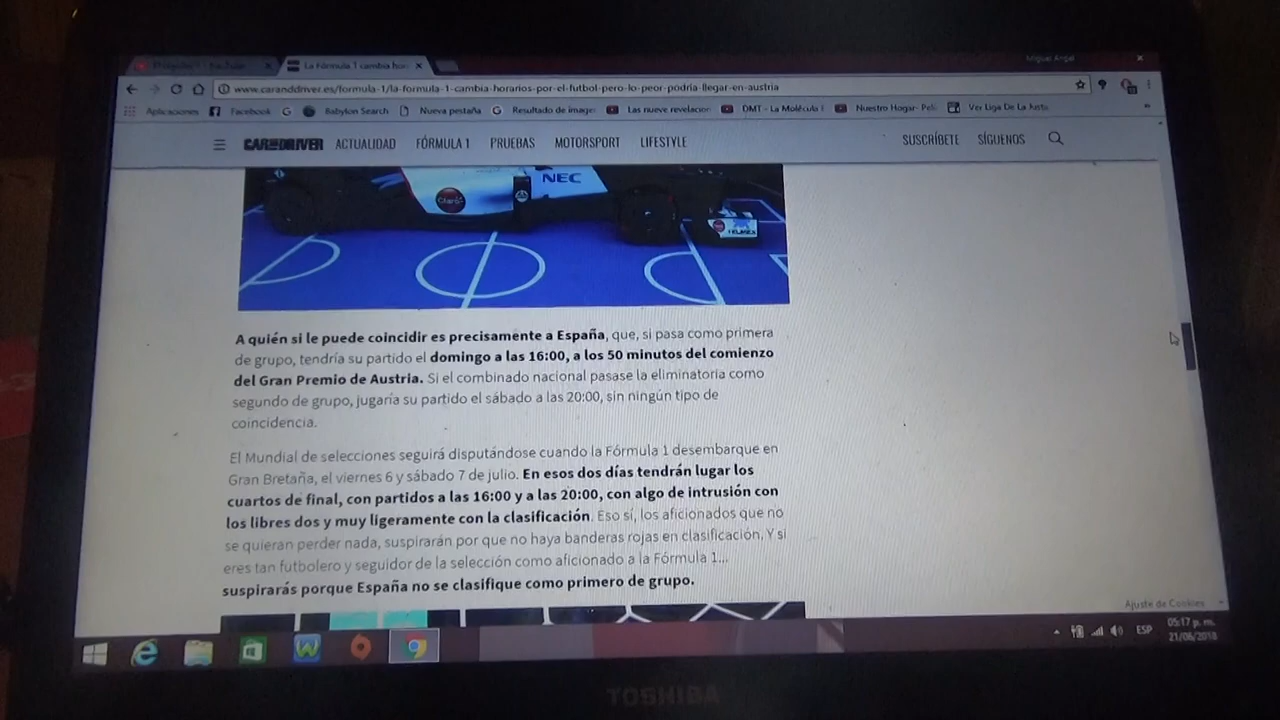 La Fórmula 1 cambia hor
Miguel Angel
www.caranddriver.es/formula-1/la-formula-1-cambia-horarios-por-el-futbol-pero-lo-peor-podria-llegar-en-austria
Aplicaciones Facebook Babylon Search Nueva pestaña Resultado de imagen Las nueve revelacion DMT - La Molécula Nuestro Hogar- Pelí Ver Liga De La Justi
CAR AND DRIVER ACTUALIDAD FÓRMULA 1 PRUEBAS MOTORSPORT LIFESTYLE SUSCRÍBETE SÍGUENOS
NEC
Claro
TELMEX
A quién si le puede coincidir es precisamente a España, que, si pasa como primera
de grupo, tendría su partido el domingo a las 16:00, a los 50 minutos del comienzo
del Gran Premio de Austria. Si el combinado nacional pasase la eliminatoria como
segundo de grupo, jugaría su partido el sábado a las 20:00, sin ningún tipo de
coincidencia.
El Mundial de selecciones seguirá disputándose cuando la Fórmula 1 desembarque en
Gran Bretaña, el viernes 6 y sábado 7 de julio. En esos dos días tendrán lugar los
cuartos de final, con partidos a las 16:00 y a las 20:00, con algo de intrusión con
los libres dos y muy ligeramente con la clasificación. Eso sí, los aficionados que no
se quieran perder nada, suspirarán por que no haya banderas rojas en clasificación. Y si
eres tan futbolero y seguidor de la selección como aficionado a la Fórmula 1...
suspirarás porque España no se clasifique como primero de grupo.
Ajuste de Cookies
ESP
05:17 p. m.
21/06/2018
TOSHIBA